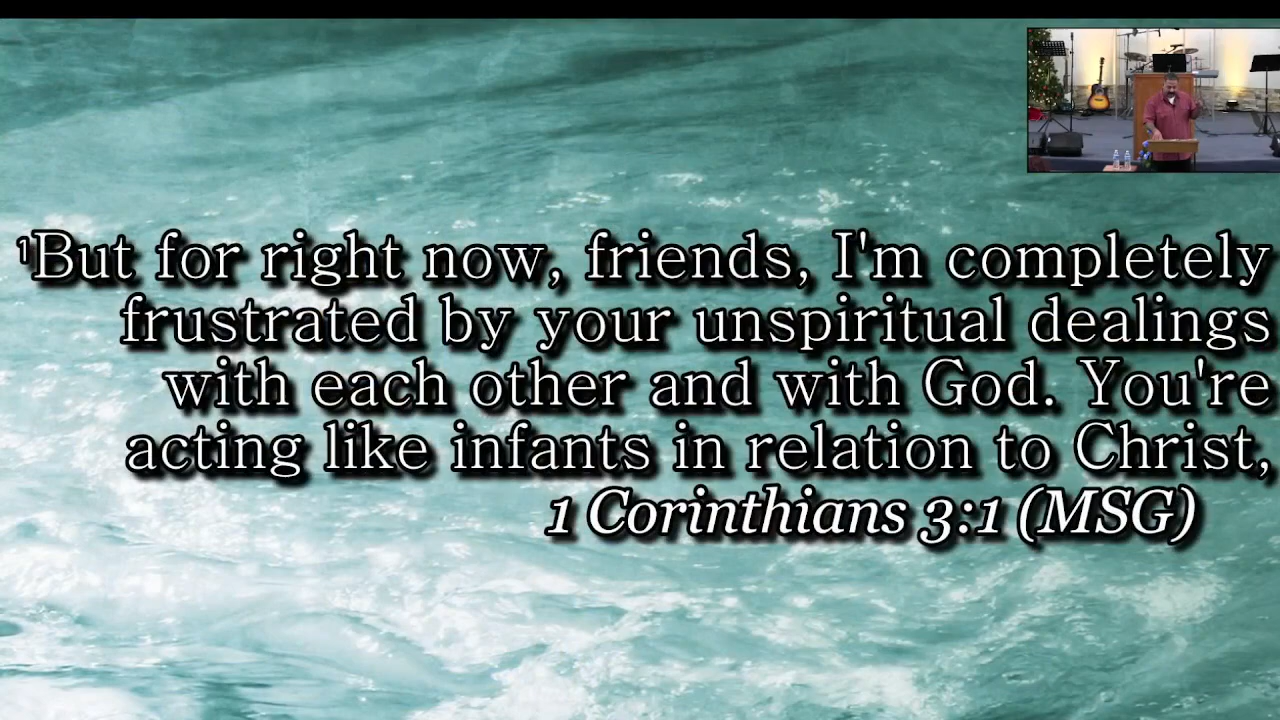 ¹But for right now, friends, I'm completely
frustrated by your unspiritual dealings
with each other and with God. You're
acting like infants in relation to Christ,
1 Corinthians 3:1 (MSG)